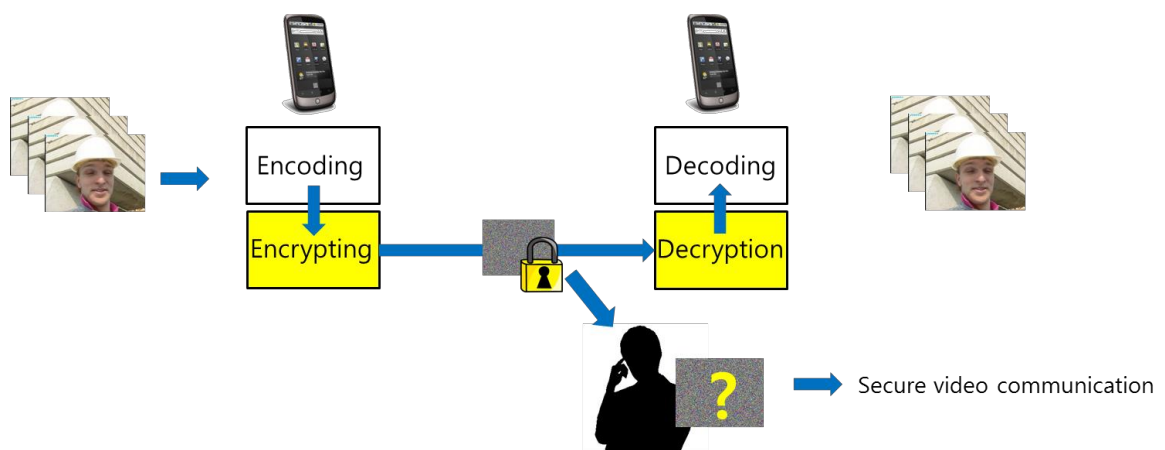 Encoding
Decoding
Encrypting
Decryption
?
Secure video communication